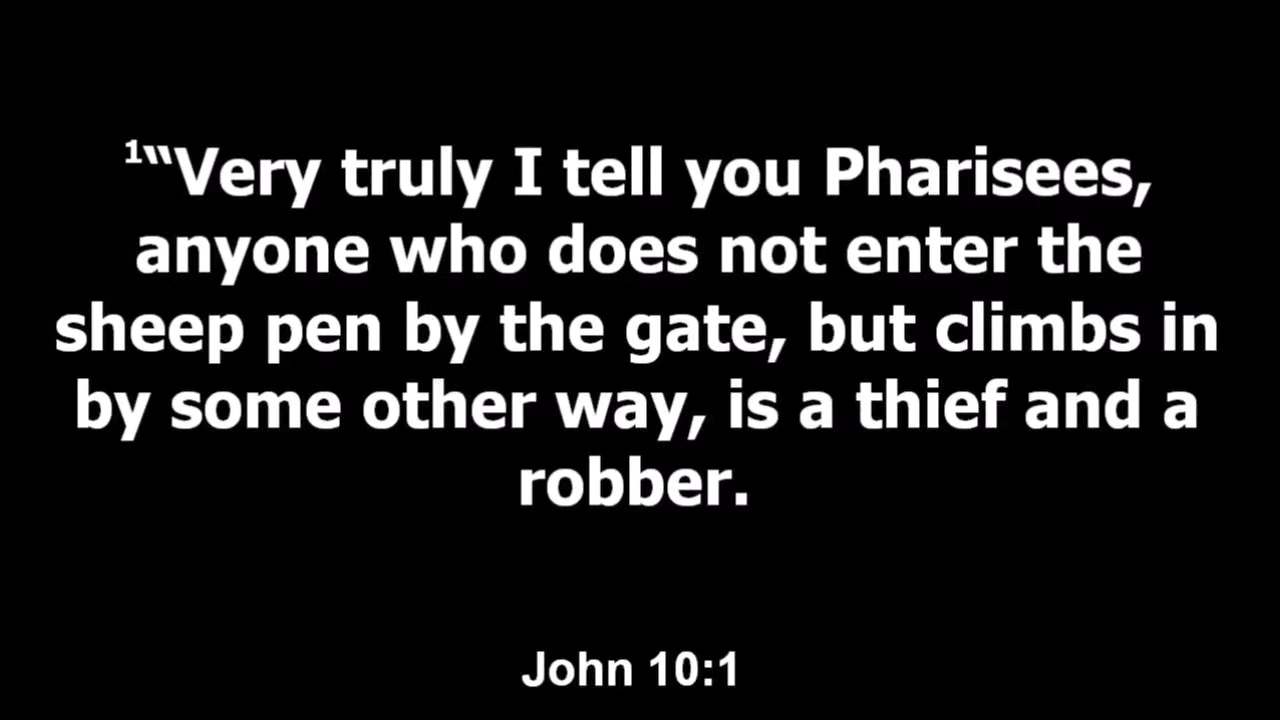 1"Very truly I tell you Pharisees,
anyone who does not enter the
sheep pen by the gate, but climbs in
by some other way, is a thief and a
robber.
John 10:1